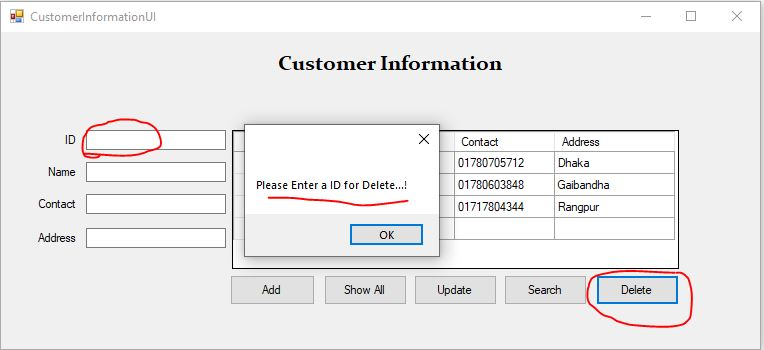 CustomerInformationUI
Customer Information
ID
Name
Contact
Address
Contact Address
01780705712 Dhaka
01780603848 Gaibandha
01717804344 Rangpur
Please Enter a ID for Delete...!
OK
Add Show All Update Search Delete